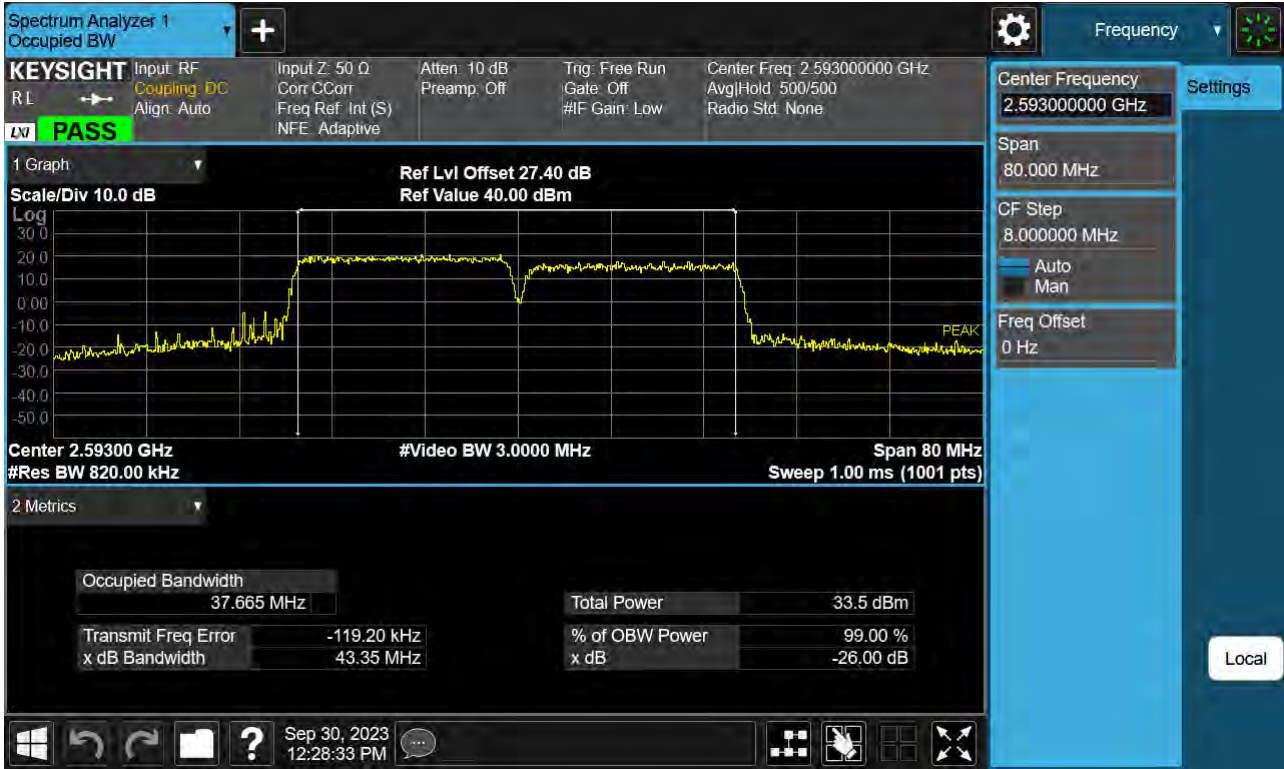 Spectrum Analyzer 1
Occupied BW
Frequency
KEYSIGHT
RL
LXI
PASS
Input: RF
Coupling: DC
Align: Auto
Input Z: 50 Ω
Corr CCorr
Freq Ref: Int (S)
NFE: Adaptive
Atten: 10 dB
Preamp: Off
Trig: Free Run
Gate: Off
#IF Gain: Low
Center Freq: 2.593000000 GHz
Avg|Hold: 500/500
Radio Std: None
Center Frequency
2.593000000 GHz
Settings
Span
80.000 MHz
CF Step
8.000000 MHz
Auto
Man
Freq Offset
0 Hz
Local
1 Graph
Scale/Div 10.0 dB
Ref Lvl Offset 27.40 dB
Ref Value 40.00 dBm
Log
30.0
20.0
10.0
0.00
-10.0
-20.0
-30.0
-40.0
-50.0
PEAK
Center 2.59300 GHz
#Video BW 3.0000 MHz
Span 80 MHz
#Res BW 820.00 kHz
Sweep 1.00 ms (1001 pts)
2 Metrics
Occupied Bandwidth
37.665 MHz
Total Power 33.5 dBm
Transmit Freq Error -119.20 kHz
% of OBW Power 99.00 %
x dB Bandwidth 43.35 MHz
x dB -26.00 dB
?
Sep 30, 2023
12:28:33 PM